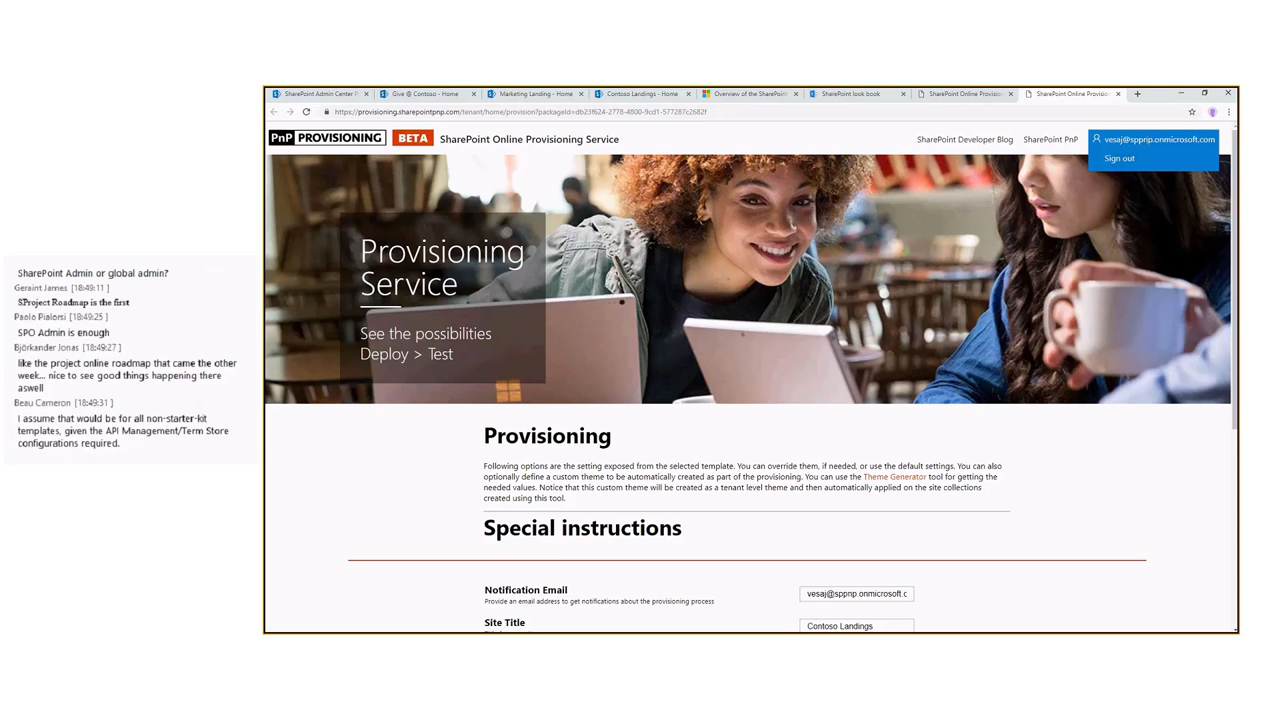 SharePoint Admin or global admin?
Geraint James [18:49:11 ]
SProject Roadmap is the first
Paolo Pialorsi [18:49:25 ]
SPO Admin is enough
Björkander Jonas [18:49:27 ]
like the project online roadmap that came the other
week... nice to see good things happening there
aswell
Beau Cameron [18:49:31 ]
I assume that would be for all non-starter-kit
templates, given the API Management/Term Store
configurations required.
SharePoint Admin Center
Give @ Contoso - Home
Marketing Landing - Home
Contoso Landings - Home
Overview of the SharePoint
SharePoint look book
SharePoint Online Provision
SharePoint Online Provision
https://provisioning.sharepointpnp.com/tenant/home/provision?packageId=db23f624-2778-4800-9cd1-577287c2682f
PnP PROVISIONING BETA SharePoint Online Provisioning Service
SharePoint Developer Blog SharePoint PnP vesaj@sppnp.onmicrosoft.com
Sign out
Provisioning
Service
See the possibilities
Deploy > Test
Provisioning
Following options are the setting exposed from the selected template. You can override them, if needed, or use the default settings. You can also
optionally define a custom theme to be automatically created as part of the provisioning. You can use the Theme Generator tool for getting the
needed values. Notice that this custom theme will be created as a tenant level theme and then automatically applied on the site collections
created using this tool.
Special instructions
Notification Email
vesaj@sppnp.onmicrosoft.c
Provide an email address to get notifications about the provisioning process
Site Title
Contoso Landings